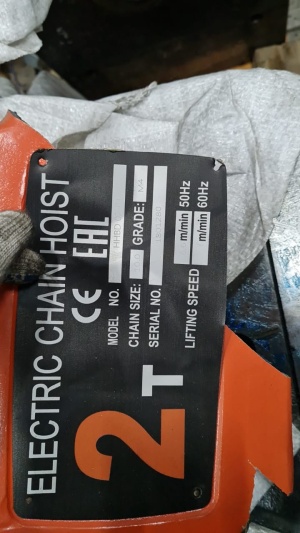 ELECTRIC CHAIN HOIST
CE EAC
MODEL NO.
CHAIN SIZE: GRADE:
SERIAL NO.
LIFTING SPEED m/min 50Hz
m/min 60Hz
2T